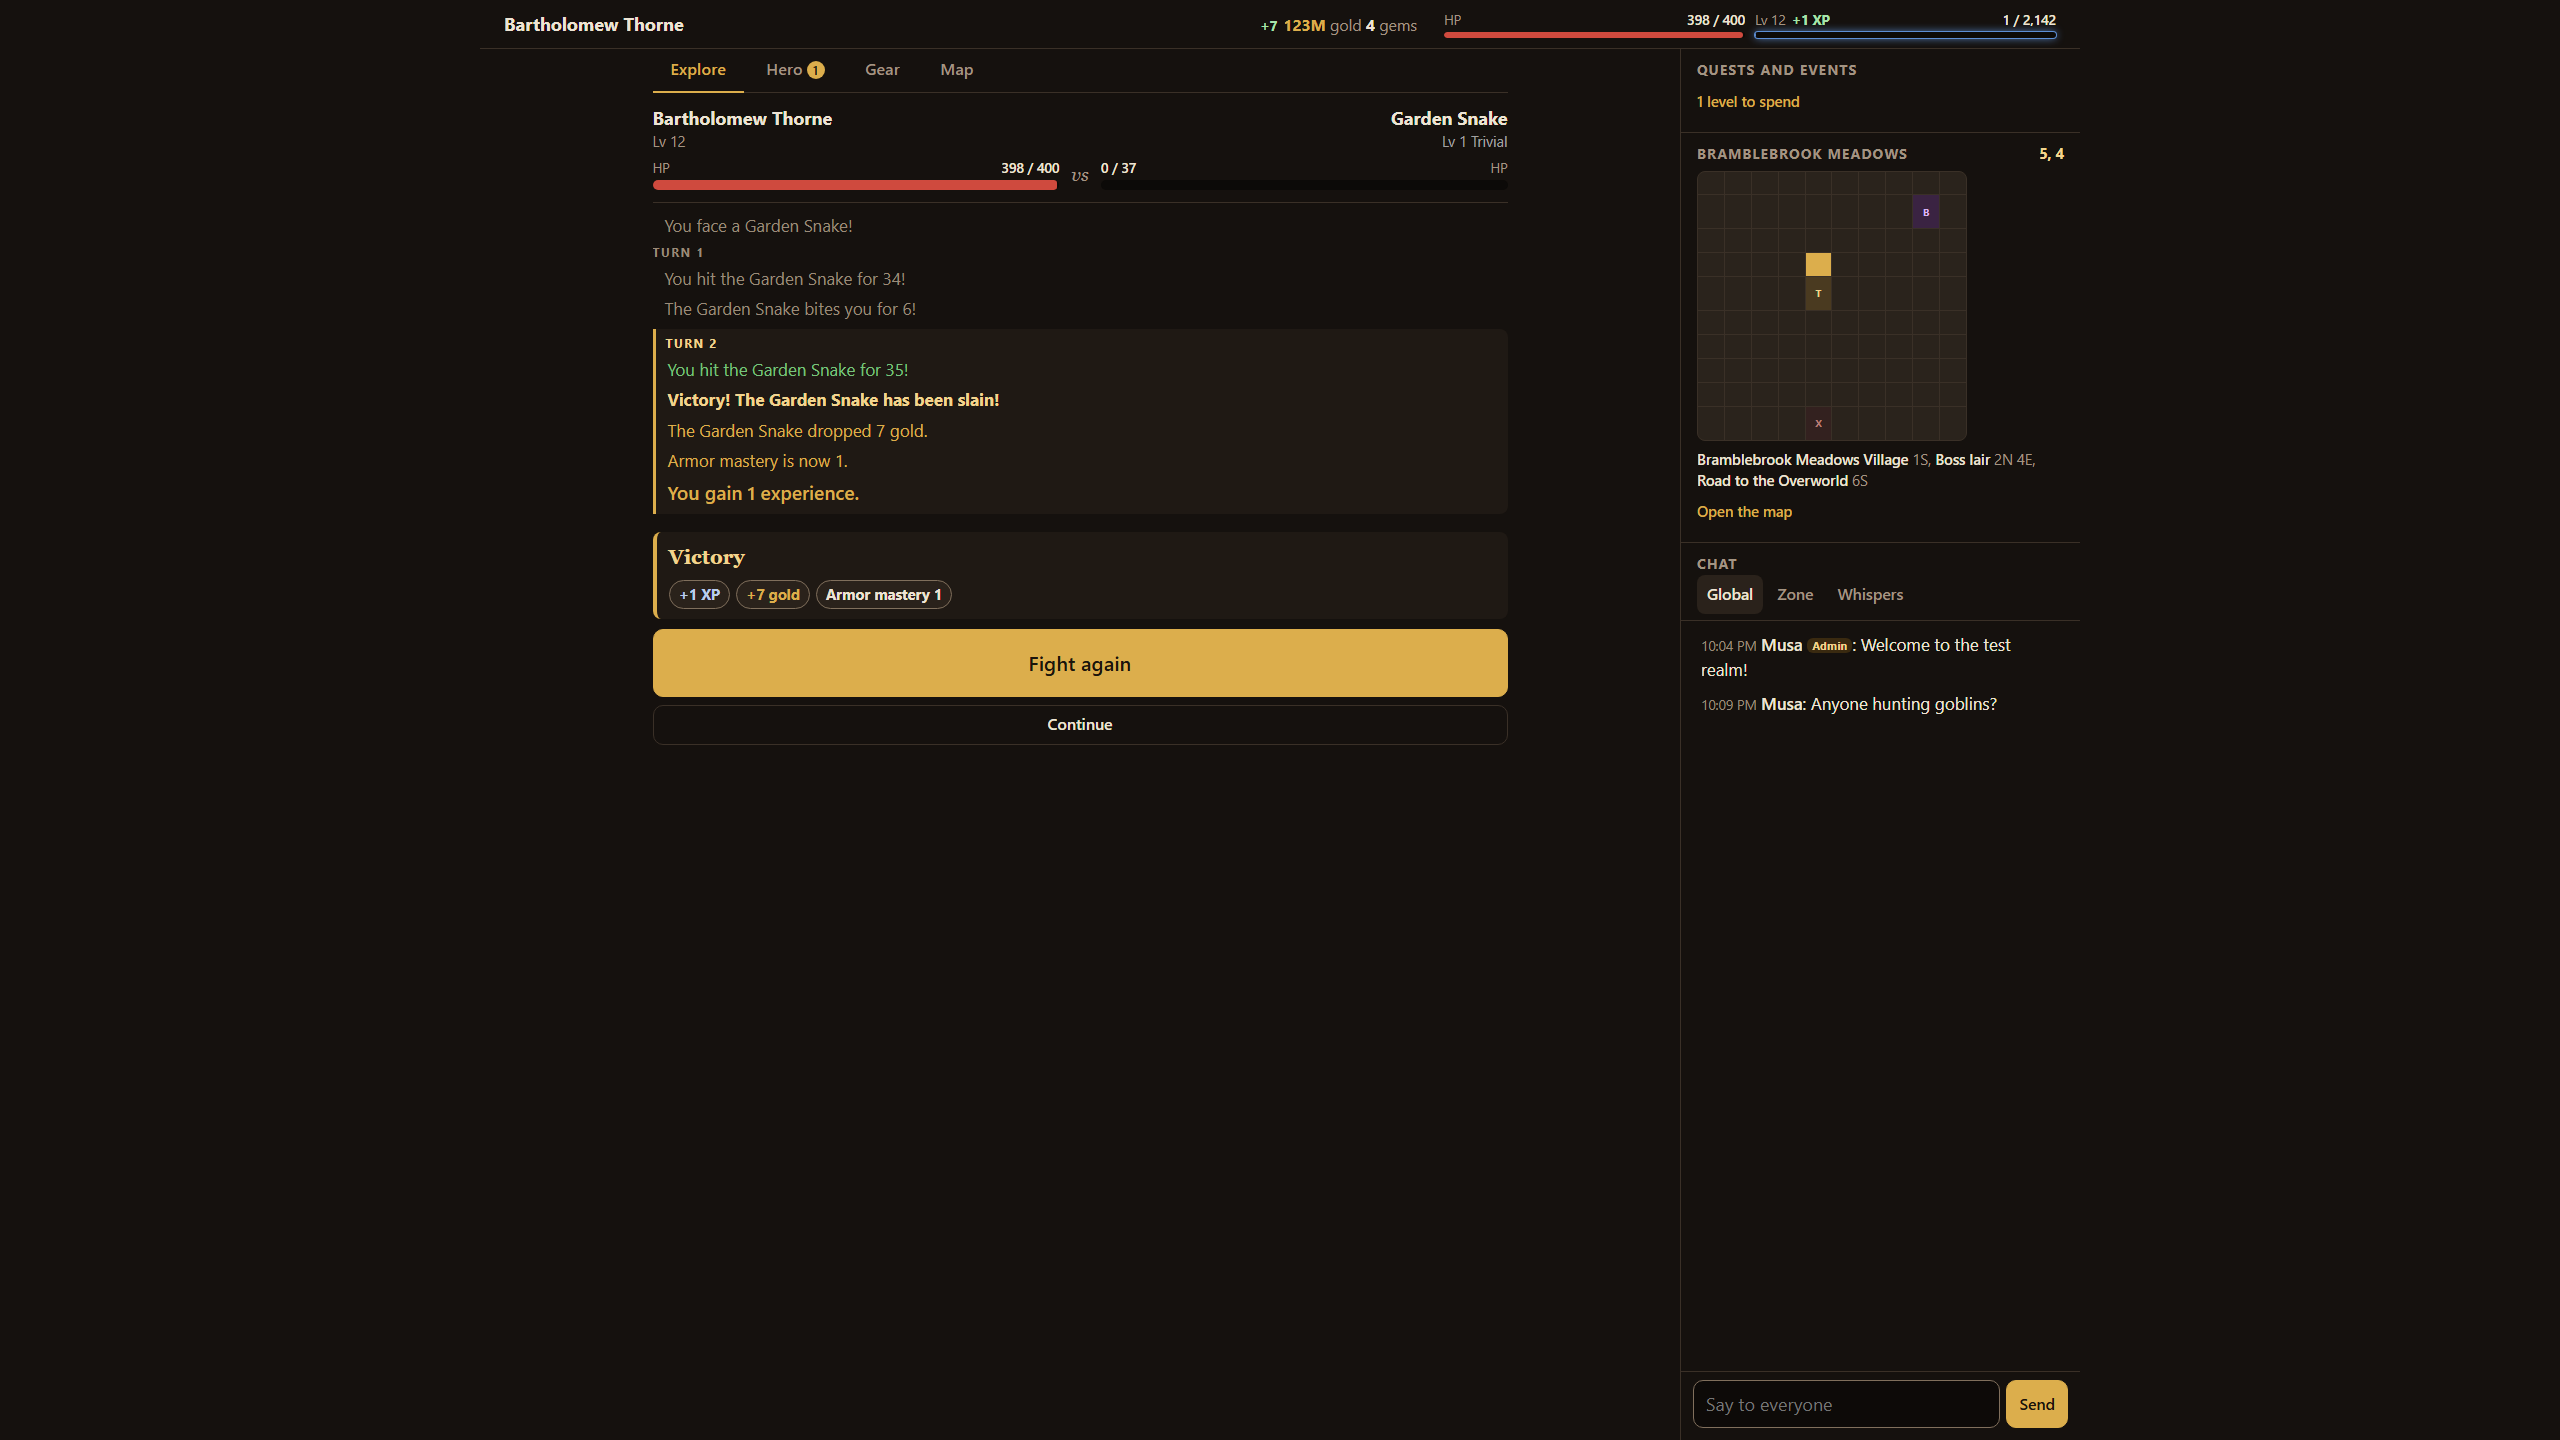 Bartholomew Thorne
+7 123M gold 4 gems
HP 398 / 400
Lv 12 +1 XP 1 / 2,142
Explore Hero 1 Gear Map
Bartholomew Thorne
Lv 12
HP 398 / 400
vs
Garden Snake
Lv 1 Trivial
0 / 37 HP
You face a Garden Snake!
TURN 1
You hit the Garden Snake for 34!
The Garden Snake bites you for 6!
TURN 2
You hit the Garden Snake for 35!
Victory! The Garden Snake has been slain!
The Garden Snake dropped 7 gold.
Armor mastery is now 1.
You gain 1 experience.
Victory
+1 XP +7 gold Armor mastery 1
Fight again
Continue
QUESTS AND EVENTS
1 level to spend
BRAMBLEBROOK MEADOWS 5, 4
B
T
X
Bramblebrook Meadows Village 1S, Boss lair 2N 4E,
Road to the Overworld 6S
Open the map
CHAT
Global Zone Whispers
10:04 PM Musa Admin: Welcome to the test
realm!
10:09 PM Musa: Anyone hunting goblins?
Say to everyone Send